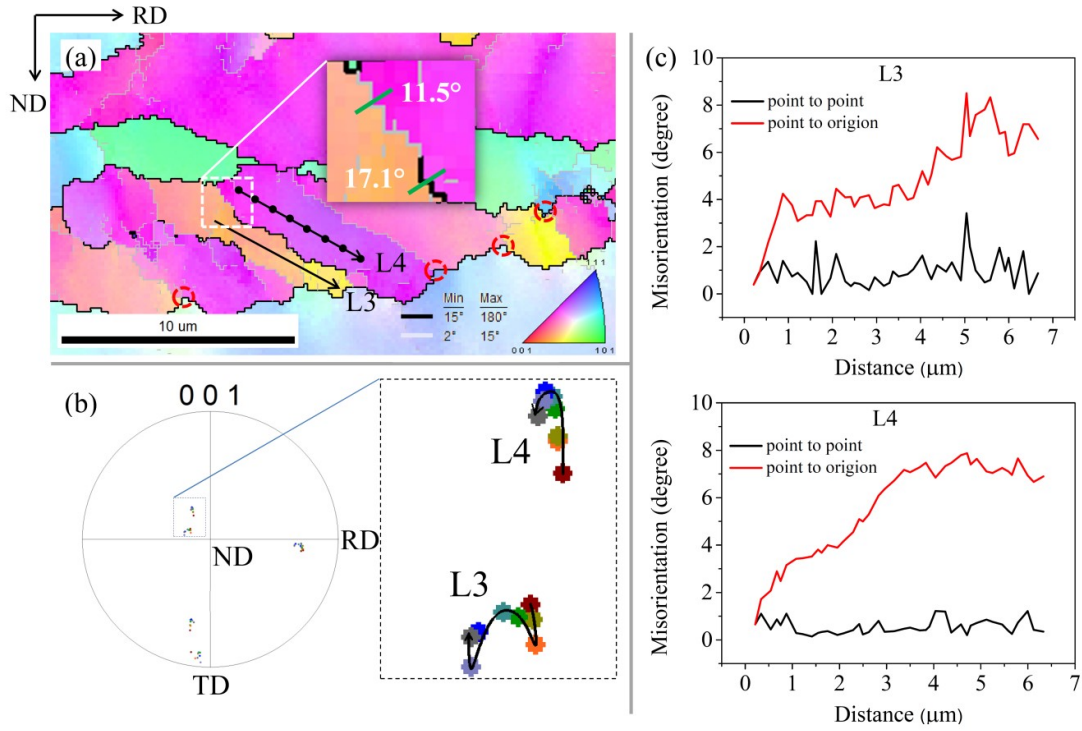 RD
ND
(a)
11.5°
17.1°
L4
L3
10 um
Min Max
15° 180°
2° 15°
111
001 101
(b)
0 0 1
ND
RD
TD
L4
L3
(c)
L3
point to point
point to origion
Misorientation (degree)
10
8
6
4
2
0
0 1 2 3 4 5 6 7
Distance (μm)
L4
point to point
point to origion
Misorientation (degree)
10
8
6
4
2
0
0 1 2 3 4 5 6 7
Distance (μm)